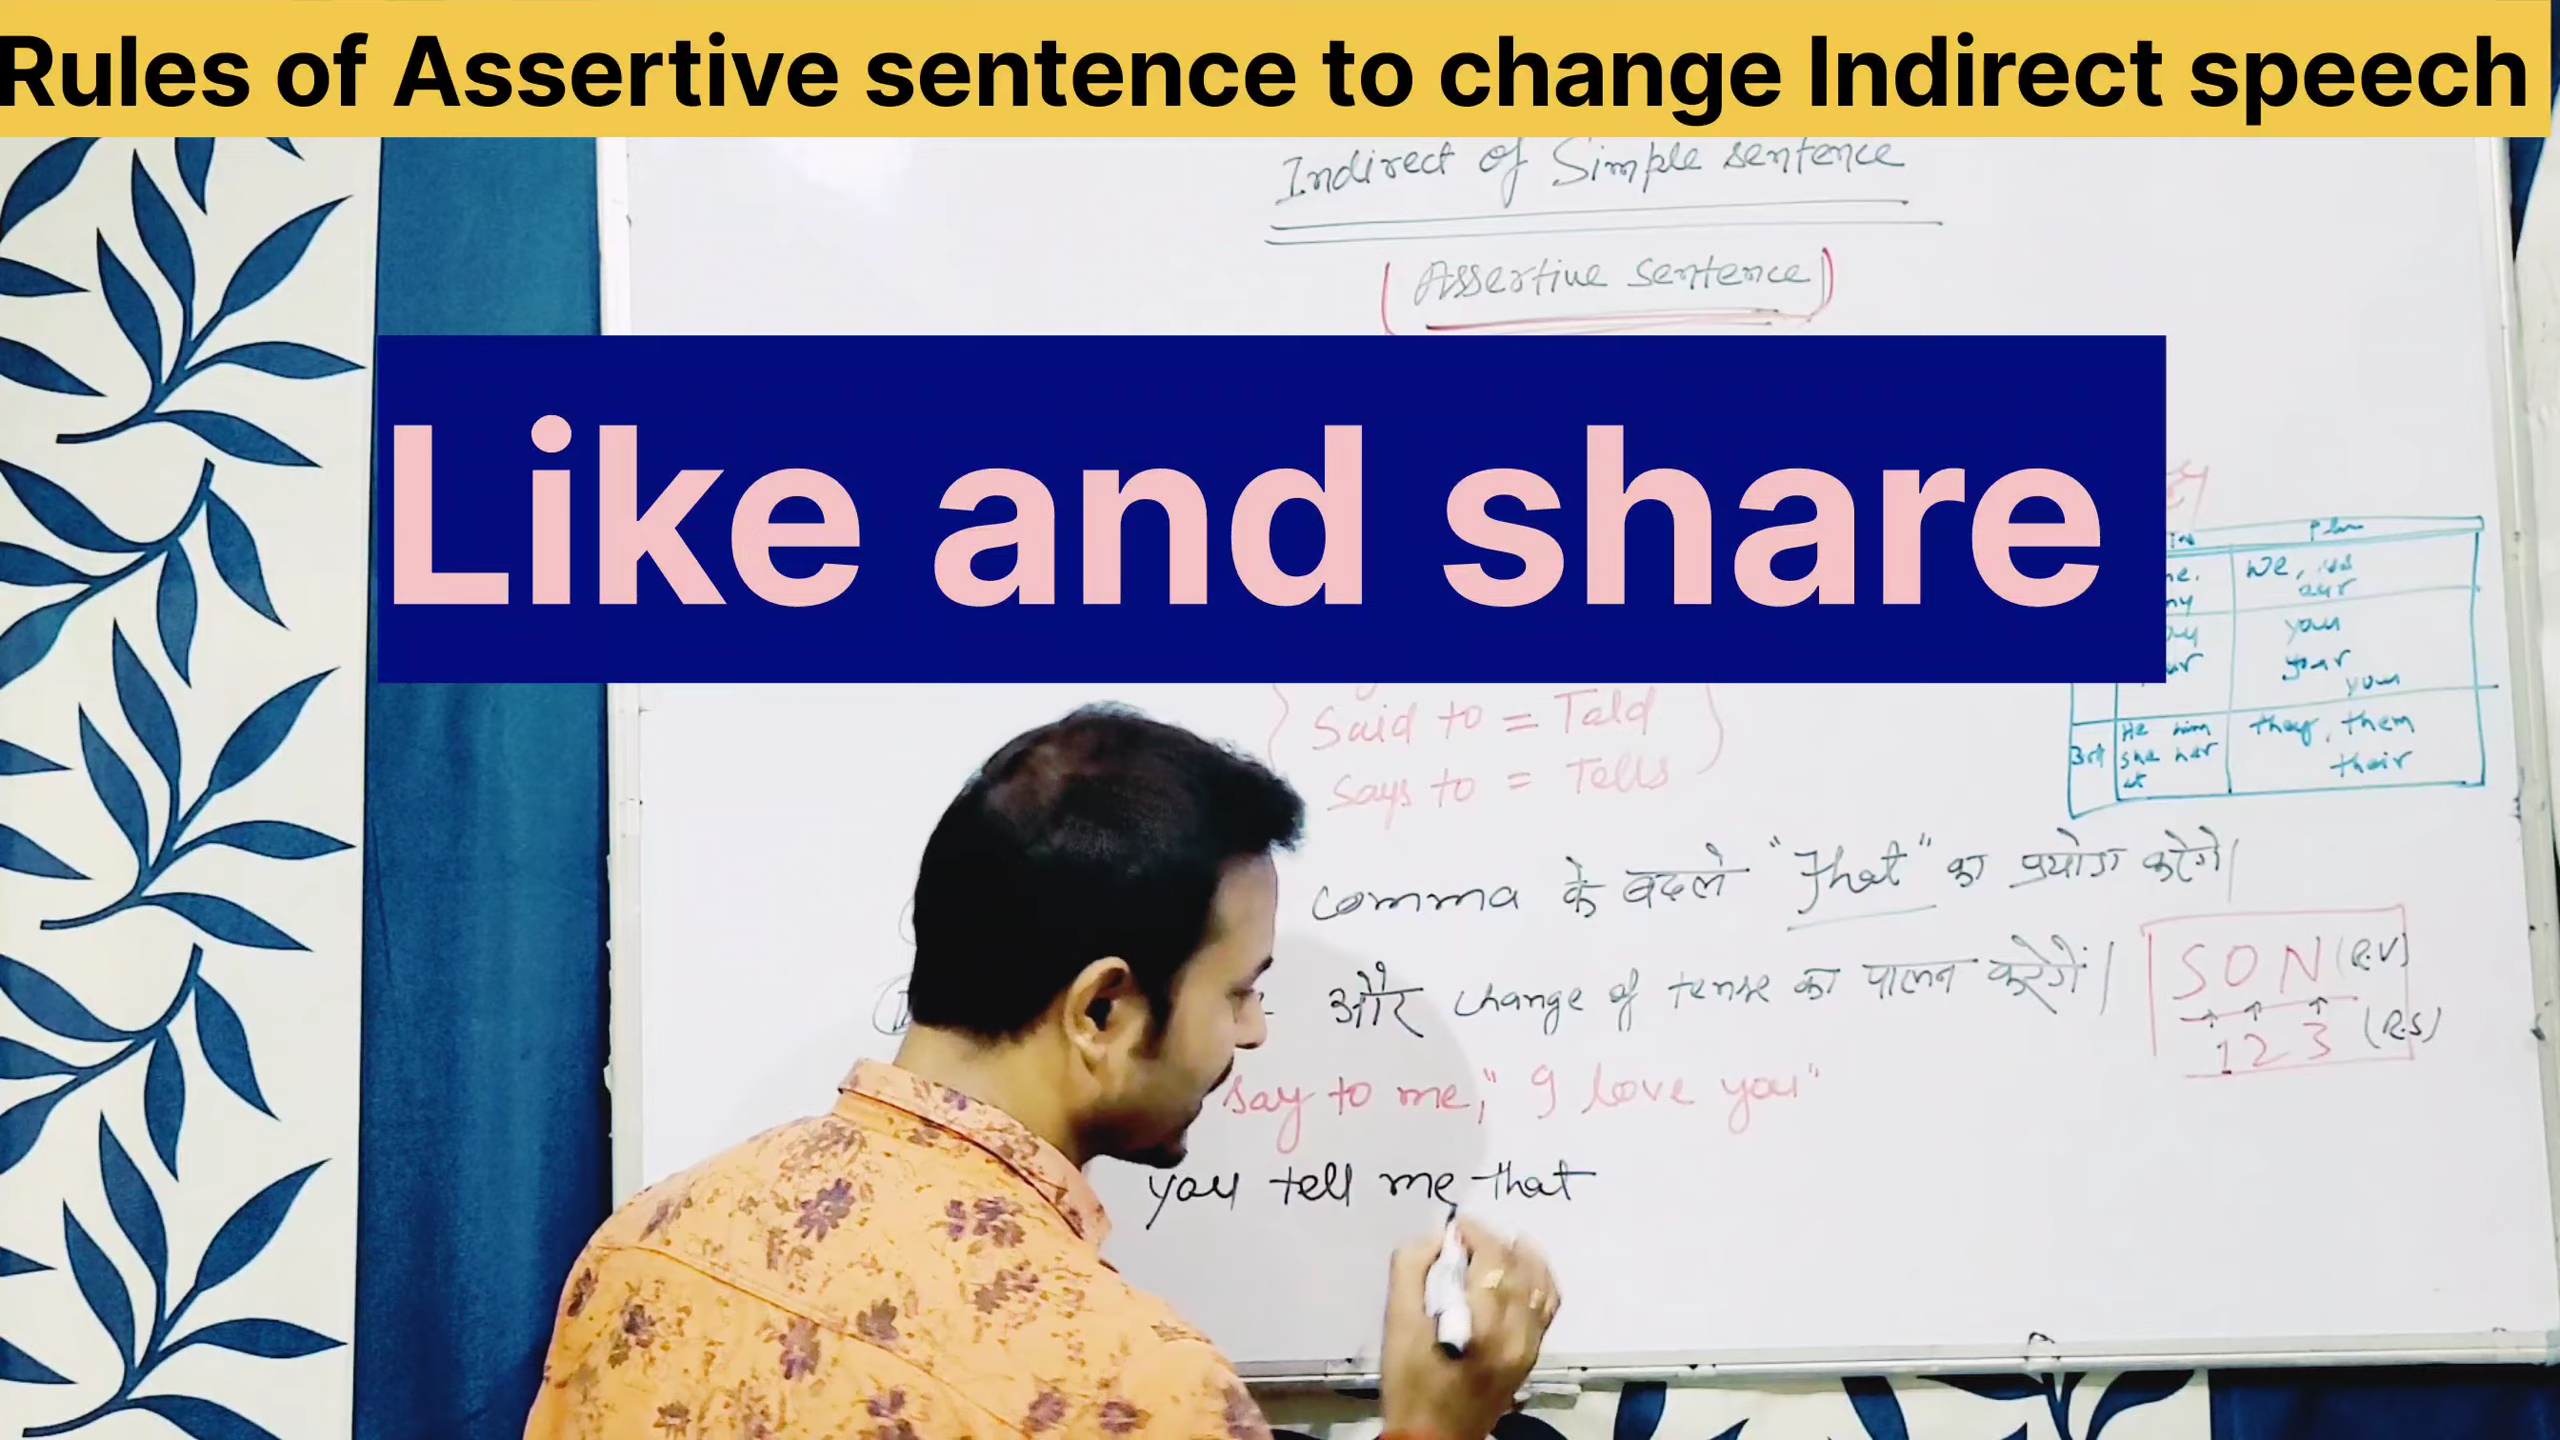 Rules of Assertive sentence to change Indirect speech
Indirect of Simple sentence
Assertive sentence
Like and share
Plu
We, us
our
you
your
your
3rd He him they, them
she her their
it
Said to = Told
Says to = Tells
comma के बदले "That" का प्रयोग करेंगे।
और change of tense का पालन करेंगे।
SON (R.V)
1 2 3 (R.S)
say to me," I love you"
you tell me that